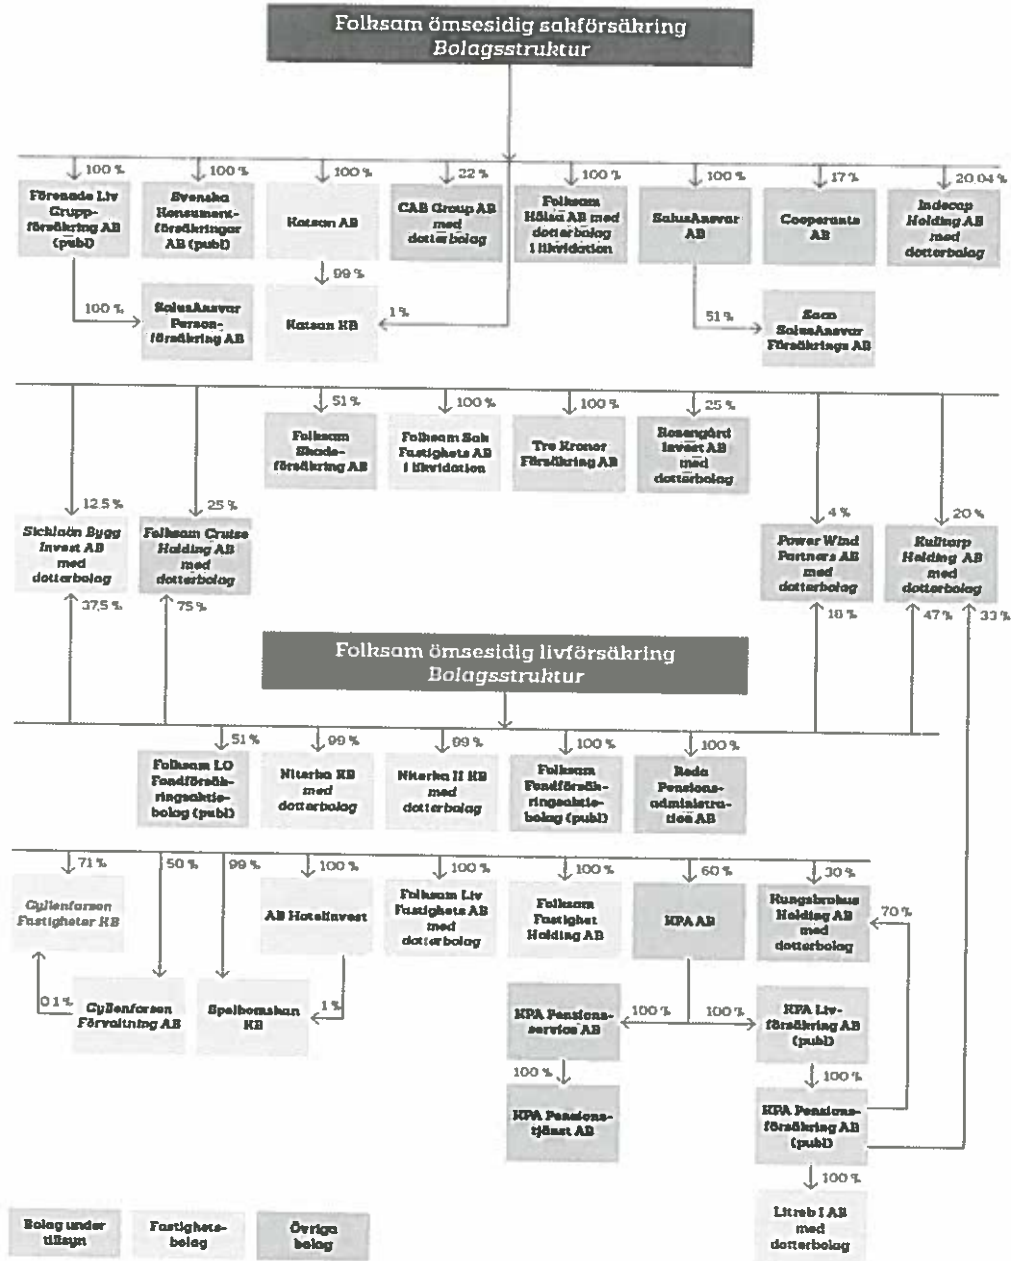 Folksam ömsesidig sakförsäkring
Bolagsstruktur
100 %
100 %
100 %
22 %
100 %
100 %
17 %
20,04 %
Förenade Liv
Grupp-
försäkring AB
(publ)
Svenska
Konsument-
försäkringar
AB (publ)
Katsan AB
CAB Group AB
med
dotterbolag
Folksam
Hälsa AB med
dotterbolag
i likvidation
SalusAnsvar
AB
Cooperants
AB
Indecap
Holding AB
med
dotterbolag
99 %
100 %
SalusAnsvar
Person-
försäkring AB
Katsan KB
1 %
51 %
Saco
SalusAnsvar
Försäkrings AB
51 %
100 %
100 %
25 %
Folksam
Skade-
försäkring AB
Folksam Sak
Fastighets AB
i likvidation
Tre Kronor
Försäkring AB
Rosengård
Invest AB
med
dotterbolag
12,5 %
25 %
4 %
20 %
Sicklaön Bygg
Invest AB
med
dotterbolag
Folksam Cruise
Holding AB
med
dotterbolag
Power Wind
Partners AB
med
dotterbolag
Kulltorp
Holding AB
med
dotterbolag
37,5 %
75 %
18 %
47 %
33 %
Folksam ömsesidig livförsäkring
Bolagsstruktur
51 %
99 %
99 %
100 %
100 %
Folksam LO
Fondförsäk-
ringsaktie-
bolag (publ)
Niterba KB
med
dotterbolag
Niterba II KB
med
dotterbolag
Folksam
Fondförsäk-
ringsaktie-
bolag (publ)
Reda
Pensions-
administra-
tion AB
71 %
50 %
99 %
100 %
100 %
100 %
60 %
30 %
Gyllenforsen
Fastigheter KB
AB Hotelinvest
Folksam Liv
Fastighets AB
med
dotterbolag
Folksam
Fastighet
Holding AB
KPA AB
Kungsbrohus
Holding AB
med
dotterbolag
70 %
0,1 %
Gyllenforsen
Förvaltning AB
Spelbomskan
KB
1 %
KPA Pensions-
service AB
100 %
100 %
KPA Liv-
försäkring AB
(publ)
100 %
100 %
KPA Pensions-
tjänst AB
KPA Pensions-
försäkring AB
(publ)
100 %
Litreb I AB
med
dotterbolag
Bolag under
tillsyn
Fastighets-
bolag
Övriga
bolag